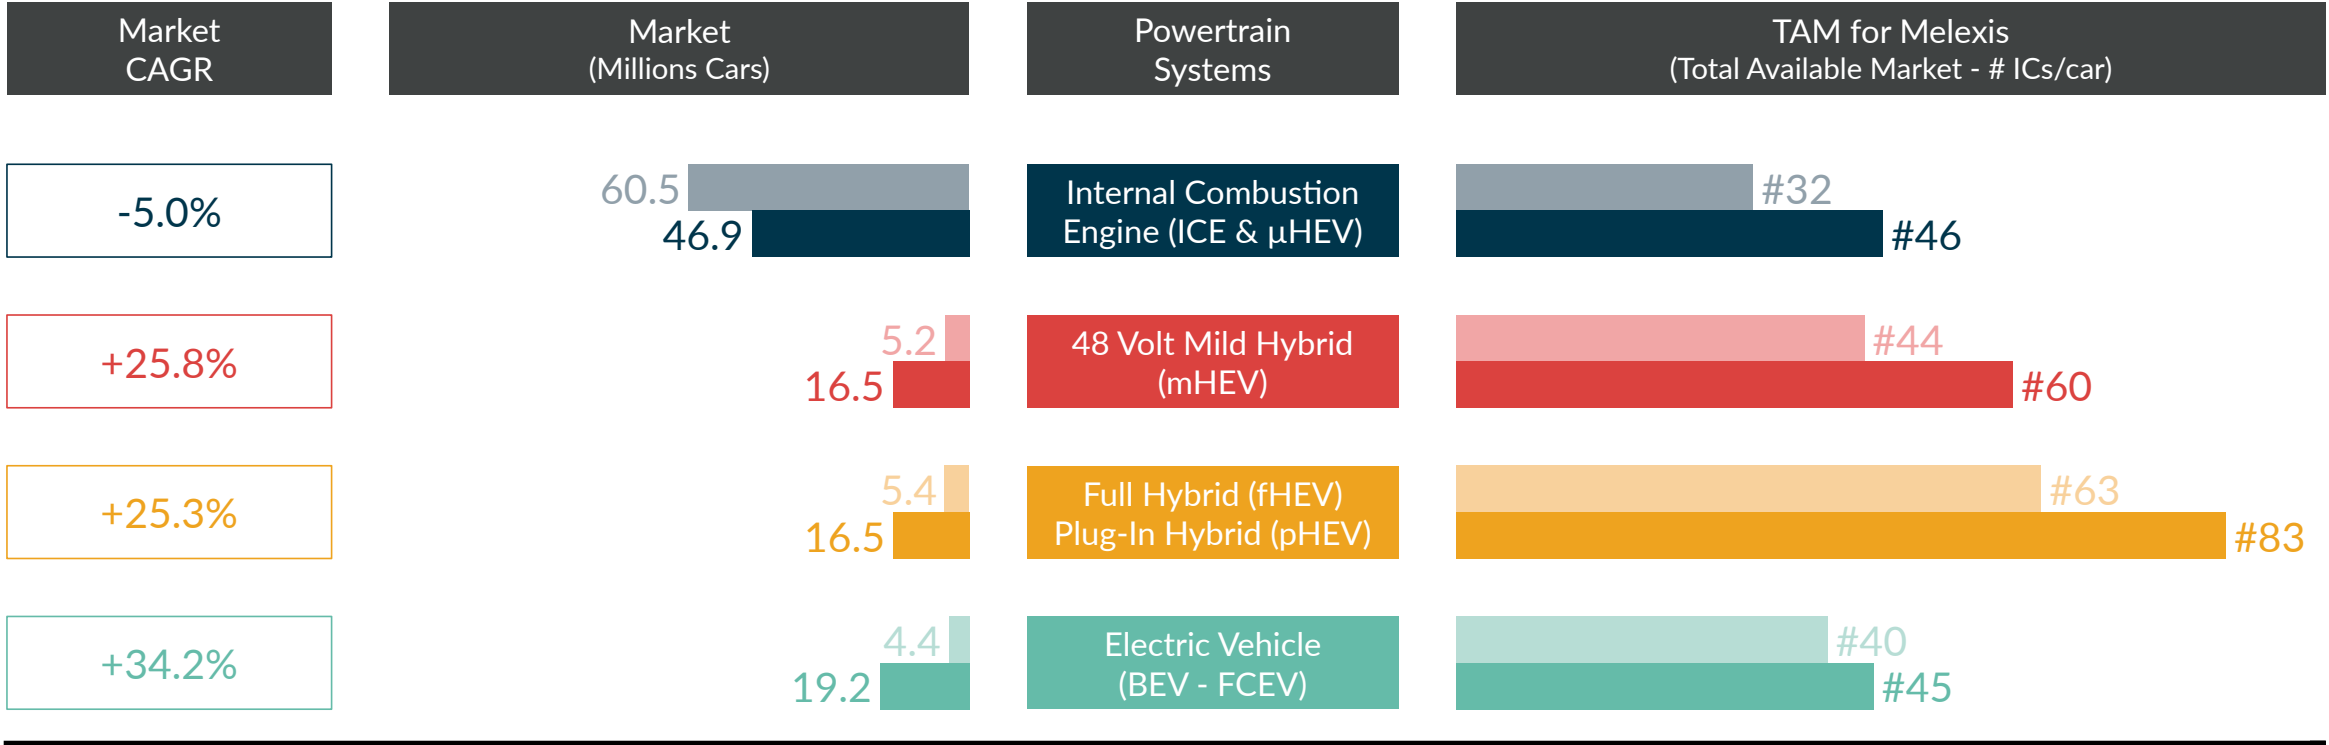 Market
CAGR
Market
(Millions Cars)
Powertrain
Systems
TAM for Melexis
(Total Available Market - # ICs/car)
-5.0%
60.5
46.9
Internal Combustion
Engine (ICE & µHEV)
#32
#46
+25.8%
5.2
16.5
48 Volt Mild Hybrid
(mHEV)
#44
#60
+25.3%
5.4
16.5
Full Hybrid (fHEV)
Plug-In Hybrid (pHEV)
#63
#83
+34.2%
4.4
19.2
Electric Vehicle
(BEV - FCEV)
#40
#45